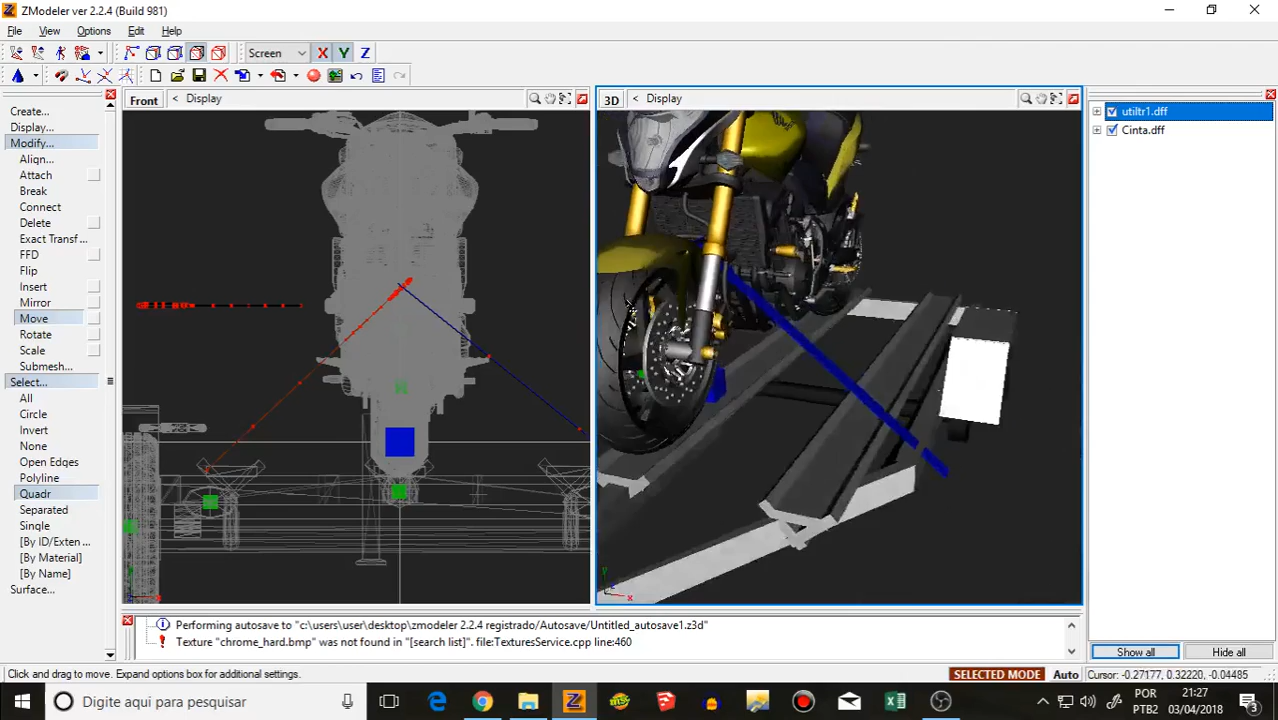 ZModeler ver 2.2.4 (Build 981)
File View Options Edit Help
Screen X Y Z
Create...
Display...
Modify...
Align...
Attach
Break
Connect
Delete
Exact Transf ...
FFD
Flip
Insert
Mirror
Move
Rotate
Scale
Submesh...
Select...
All
Circle
Invert
None
Open Edges
Polyline
Quadr
Separated
Single
[By ID/Exten ...
[By Material]
[By Name]
Surface...
Front < Display
3D < Display
utiltr1.dff
Cinta.dff
Performing autosave to "c:\users\user\desktop\zmodeler 2.2.4 registrado/Autosave/Untitled_autosave1.z3d"
Texture "chrome_hard.bmp" was not found in "[search list]". file:TexturesService.cpp line:460
Show all Hide all
Click and drag to move. Expand options box for additional settings.
SELECTED MODE Auto Cursor: -0.27177, 0.32220, -0.04485
Digite aqui para pesquisar
POR
PTB2
21:27
03/04/2018
3